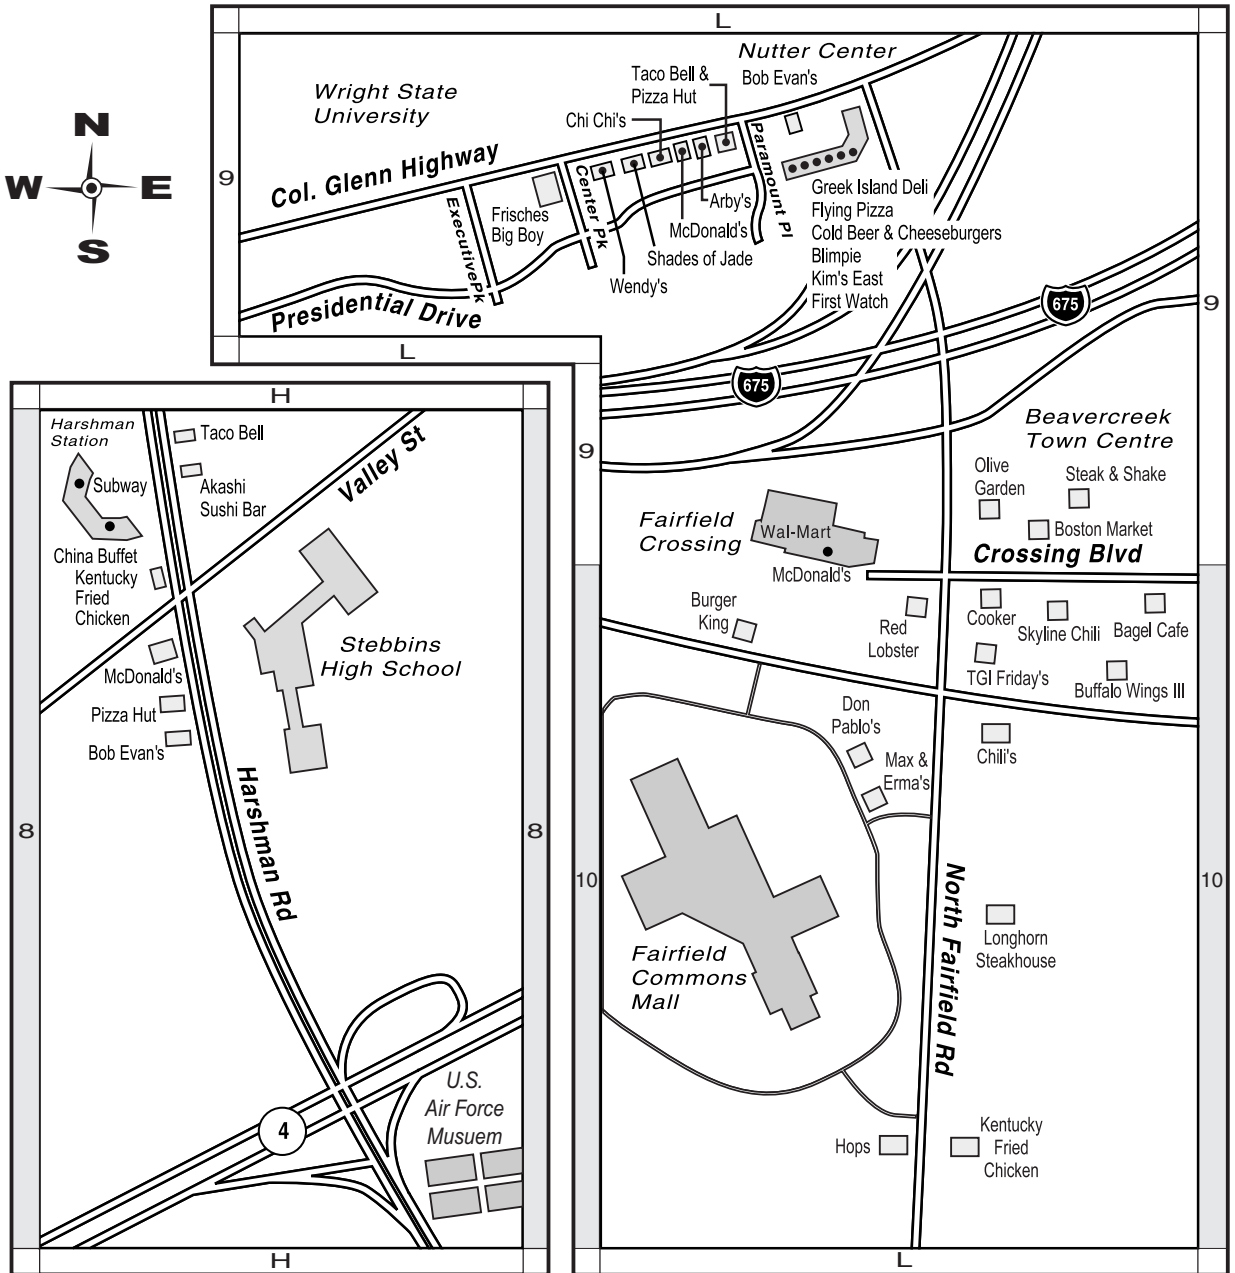 L
Nutter Center
Bob Evan's
Taco Bell &
Pizza Hut
Wright State
University
Chi Chi's
N
W
E
S
9
Col. Glenn Highway
Executive Pk
Frisches
Big Boy
Center Pk
Wendy's
Shades of Jade
McDonald's
Arby's
Paramount Pl
Greek Island Deli
Flying Pizza
Cold Beer & Cheeseburgers
Blimpie
Kim's East
First Watch
Presidential Drive
675
9
L
675
H
Harshman
Station
Taco Bell
Subway
Akashi
Sushi Bar
Valley St
China Buffet
Kentucky
Fried
Chicken
McDonald's
Stebbins
High School
Pizza Hut
Bob Evan's
Harshman Rd
8
8
4
U.S.
Air Force
Musuem
H
9
Beavercreek
Town Centre
Olive
Garden
Steak & Shake
Boston Market
Fairfield
Crossing
Wal-Mart
McDonald's
Crossing Blvd
Burger
King
Red
Lobster
Cooker
Skyline Chili
Bagel Cafe
TGI Friday's
Buffalo Wings III
Don
Pablo's
Chili's
Max &
Erma's
10
10
North Fairfield Rd
Longhorn
Steakhouse
Fairfield
Commons
Mall
Hops
Kentucky
Fried
Chicken
L